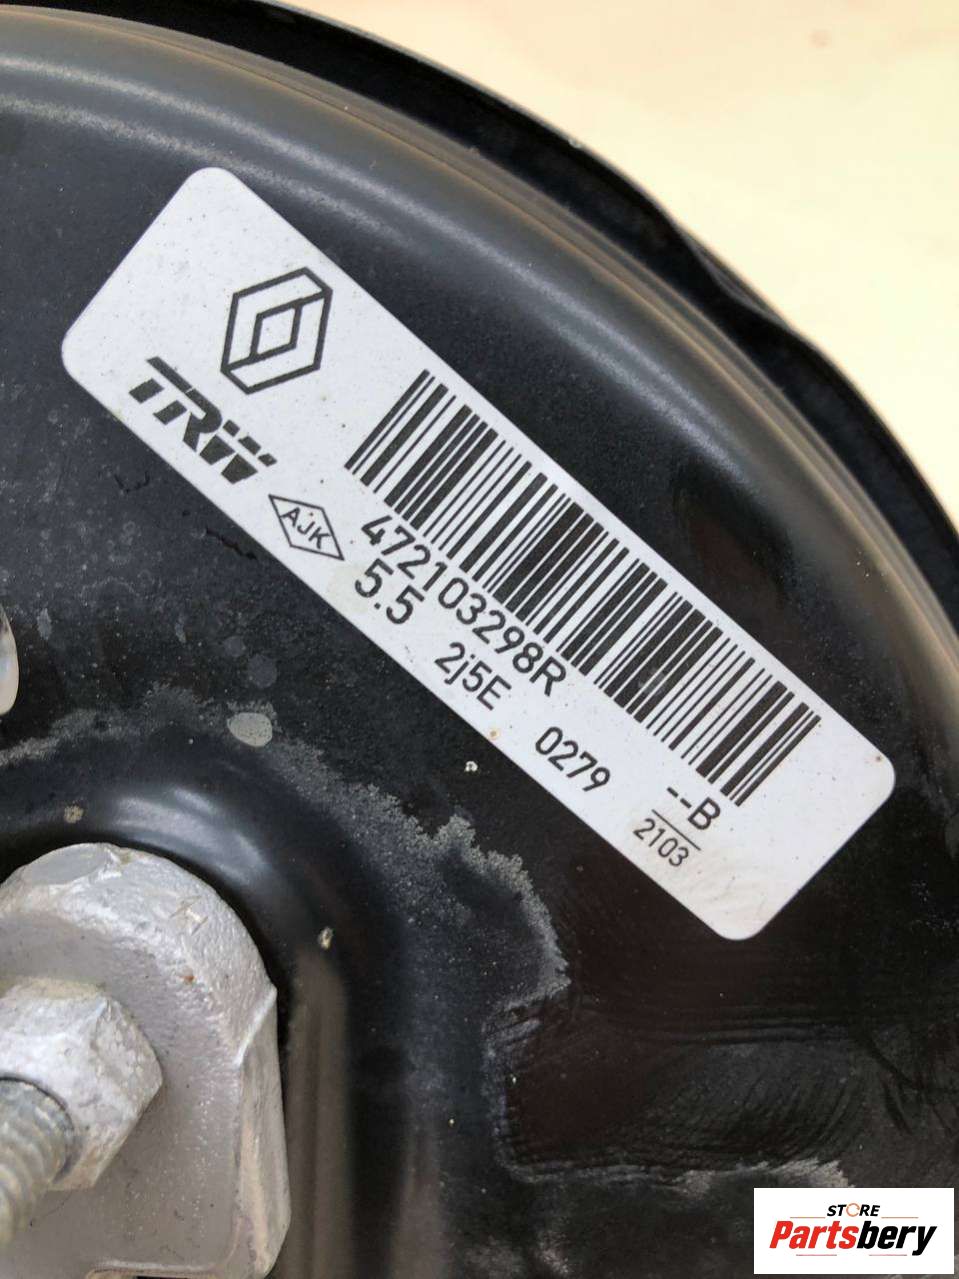 TRW
AJK
472103298R
5.5
2j5E
0279
--B
2103
STORE
Partsbery